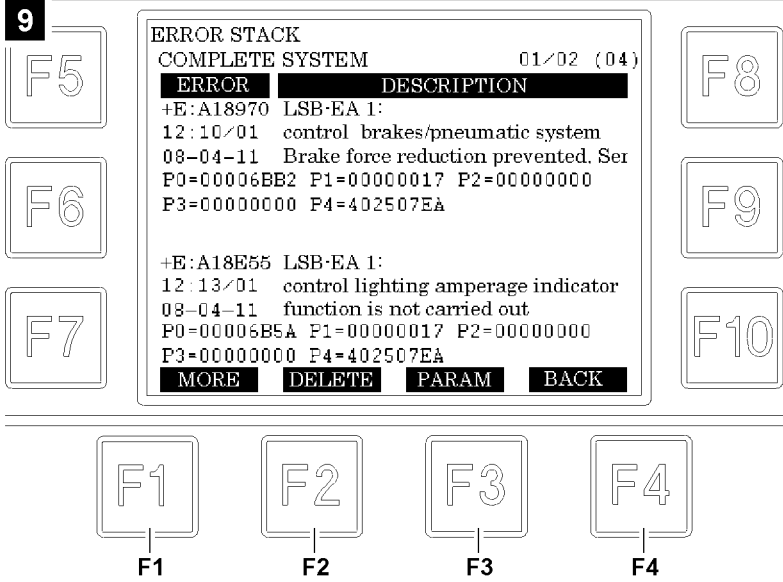 9
F5
F6
F7
F8
F9
F10
ERROR STACK
COMPLETE SYSTEM 01/02 (04)
ERROR DESCRIPTION
+E:A18970 LSB-EA 1:
12:10/01 control brakes/pneumatic system
08-04-11 Brake force reduction prevented. Ser
P0=00006BB2 P1=00000017 P2=00000000
P3=00000000 P4=402507EA
+E:A18E55 LSB-EA 1:
12:13/01 control lighting amperage indicator
08-04-11 function is not carried out
P0=00006B5A P1=00000017 P2=00000000
P3=00000000 P4=402507EA
MORE DELETE PARAM BACK
F1 F2 F3 F4
F1 F2 F3 F4